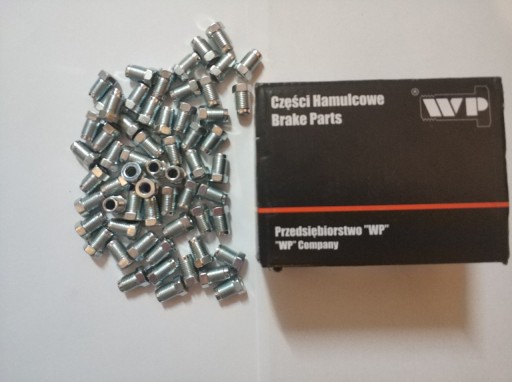 Części Hamulcowe
Brake Parts
® WP
Przedsiębiorstwo "WP"
"WP" Company